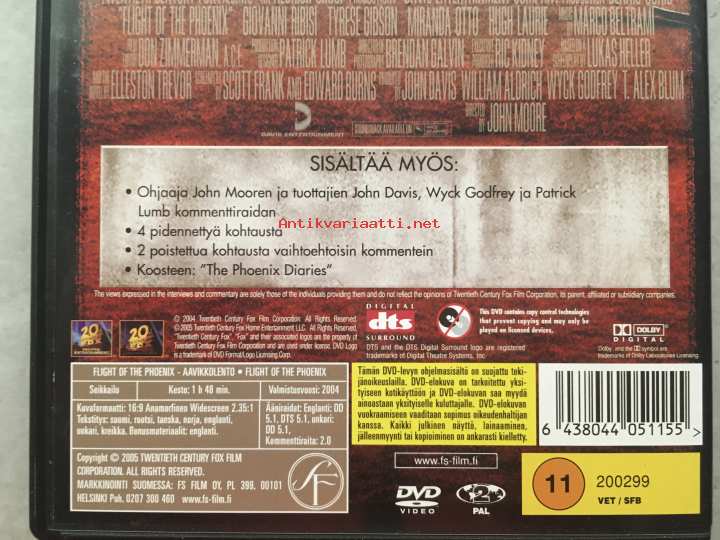 FLIGHT OF THE PHOENIX GIOVANNI RIBISI TYRESE GIBSON MIRANDA OTTO HUGH LAURIE MARCO BELTRAMI
DON ZIMMERMAN, A.C.E. PATRICK LUMB BRENDAN GALVIN RIC KIDNEY LUKAS HELLER
ELLESTON TREVOR SCOTT FRANK AND EDWARD BURNS JOHN DAVIS WILLIAM ALDRICH WYCK GODFREY T. ALEX BLUM
DIRECTED BY JOHN MOORE
DAVIS ENTERTAINMENT
SOUNDTRACK AVAILABLE ON
SISÄLTÄÄ MYÖS:
• Ohjaaja John Mooren ja tuottajien John Davis, Wyck Godfrey ja Patrick
Lumb kommenttiraidan
Antikvariaatti.net
• 4 pidennettyä kohtausta
• 2 poistettua kohtausta vaihtoehtoisin kommentein
• Koosteen: "The Phoenix Diaries"
The views expressed in the interviews and commentary are solely those of the individuals providing them and do not reflect the opinions of Twentieth Century Fox Film Corporation, its parent, affiliated or subsidiary companies.
© 2004 Twentieth Century Fox Film Corporation. All Rights Reserved.
© 2005 Twentieth Century Fox Home Entertainment LLC. All Rights Reserved.
"Twentieth Century Fox", "Fox" and their associated logos are the property of
Twentieth Century Fox Film Corporation and are used under license. DVD Logo
is a trademark of DVD Format/Logo Licensing Corp.
DIGITAL
dts
SURROUND
DTS and the DTS Digital Surround logo are registered
trademarks of Digital Theatre Systems, Inc.
This DVD contains copy control technologies
that prevent copying and may only be
played on licensed devices.
DOLBY
DIGITAL
Dolby, and the symbol are
trademarks of Dolby Laboratories Licensing Corp.
FLIGHT OF THE PHOENIX - AAVIKKOLENTO • FLIGHT OF THE PHOENIX
Seikkailu Kesto: 1 h 48 min. Valmistusvuosi: 2004
Kuvaformaatti: 16:9 Anamorfinen Widescreen 2.35:1
Tekstitys: suomi, ruotsi, tanska, norja, englanti,
unkari, kreikka. Bonusmateriaalit: englanti.
Ääniraidat: Englanti: DD
5.1, DTS 5.1, unkari:
DD 5.1.
Kommenttiraita: 2.0
Copyright © 2005 TWENTIETH CENTURY FOX FILM
CORPORATION. ALL RIGHTS RESERVED.
MARKKINOINTI SUOMESSA: FS FILM OY, PL 399, 00101
HELSINKI Puh. 0207 300 460 www.fs-film.fi
Tämän DVD-levyn ohjelmasisältö on suojattu teki-
jänoikeuslailla. DVD-elokuva on tarkoitettu yksi-
tyiseen kotikäyttöön ja DVD-elokuvan saa myydä
ainoastaan yksityiselle kuluttajalle. DVD-elokuvan
vuokraamiseen vaaditaan sopimus oikeudenhaltijan
kanssa. Kaikki julkinen näyttö, lainaaminen,
jälleenmyynti tai kopioiminen on ankarasti kielletty.
www.fs-film.fi
DVD
VIDEO
2
PAL
6 438044 051155 >
11
200299
VET / SFB